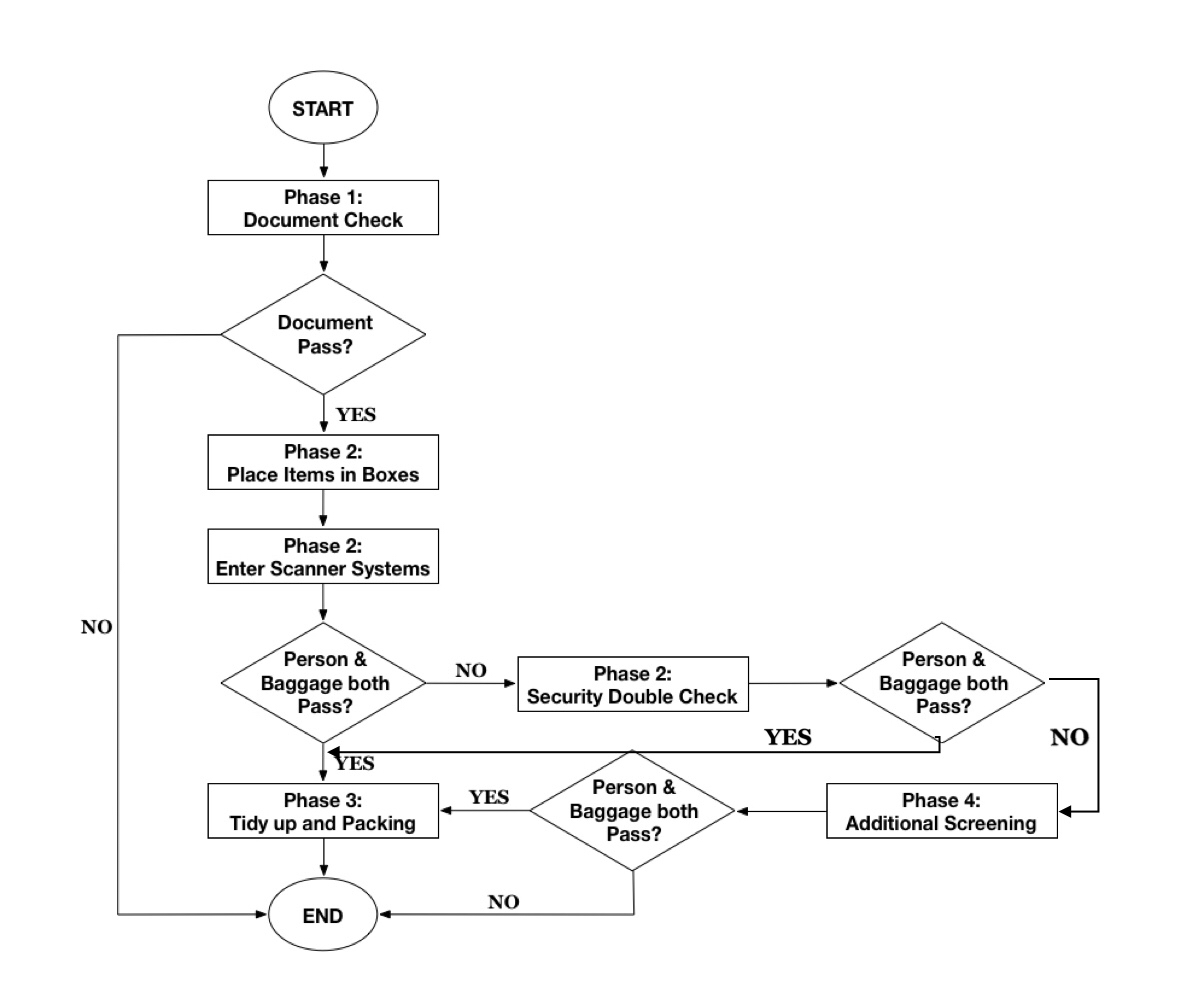 START
Phase 1:
Document Check
Document
Pass?
YES
Phase 2:
Place Items in Boxes
Phase 2:
Enter Scanner Systems
NO
Person &
Baggage both
Pass?
NO
Phase 2:
Security Double Check
Person &
Baggage both
Pass?
YES
NO
YES
Phase 3:
Tidy up and Packing
YES
Person &
Baggage both
Pass?
Phase 4:
Additional Screening
NO
END